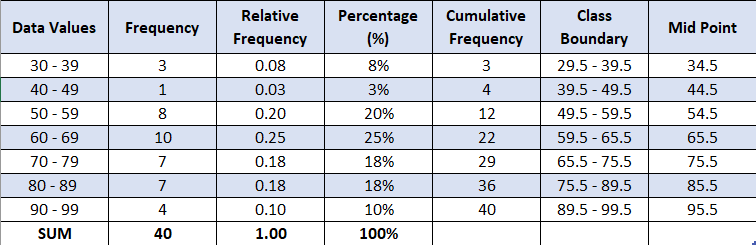 Data Values Frequency Relative Frequency Percentage (%) Cumulative Frequency Class Boundary Mid Point
30 - 39 3 0.08 8% 3 29.5 - 39.5 34.5
40 - 49 1 0.03 3% 4 39.5 - 49.5 44.5
50 - 59 8 0.20 20% 12 49.5 - 59.5 54.5
60 - 69 10 0.25 25% 22 59.5 - 65.5 65.5
70 - 79 7 0.18 18% 29 65.5 - 75.5 75.5
80 - 89 7 0.18 18% 36 75.5 - 89.5 85.5
90 - 99 4 0.10 10% 40 89.5 - 99.5 95.5
SUM 40 1.00 100%